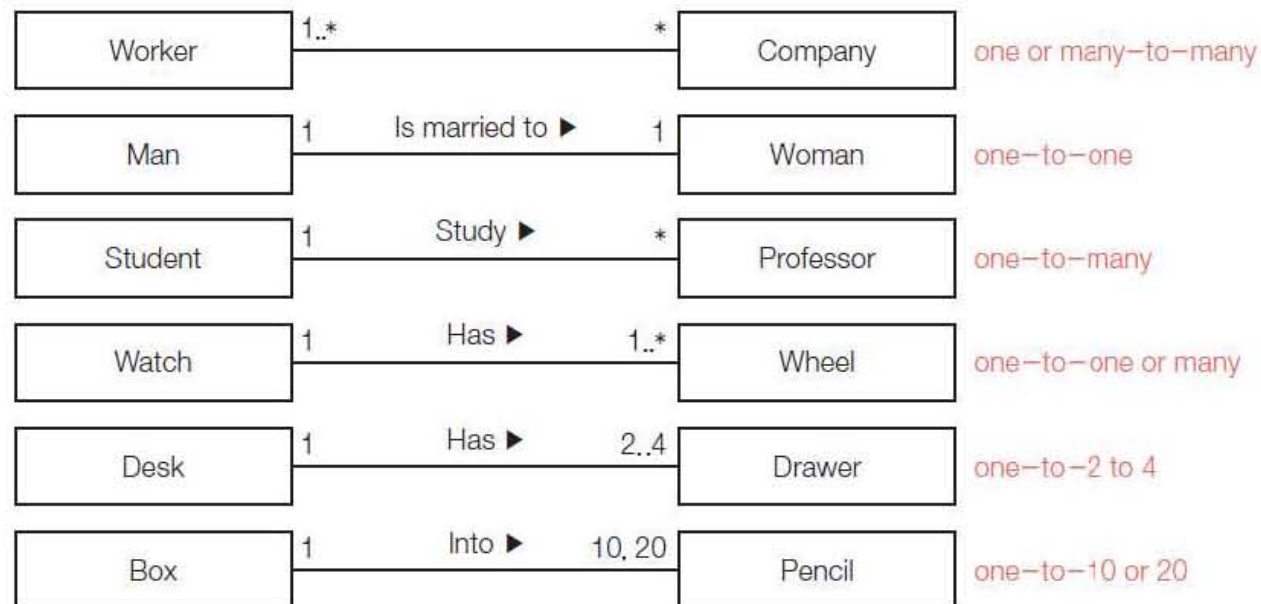 Worker 1..* * Company one or many-to-many
Man 1 Is married to ▶ 1 Woman one-to-one
Student 1 Study ▶ * Professor one-to-many
Watch 1 Has ▶ 1..* Wheel one-to-one or many
Desk 1 Has ▶ 2..4 Drawer one-to-2 to 4
Box 1 Into ▶ 10, 20 Pencil one-to-10 or 20